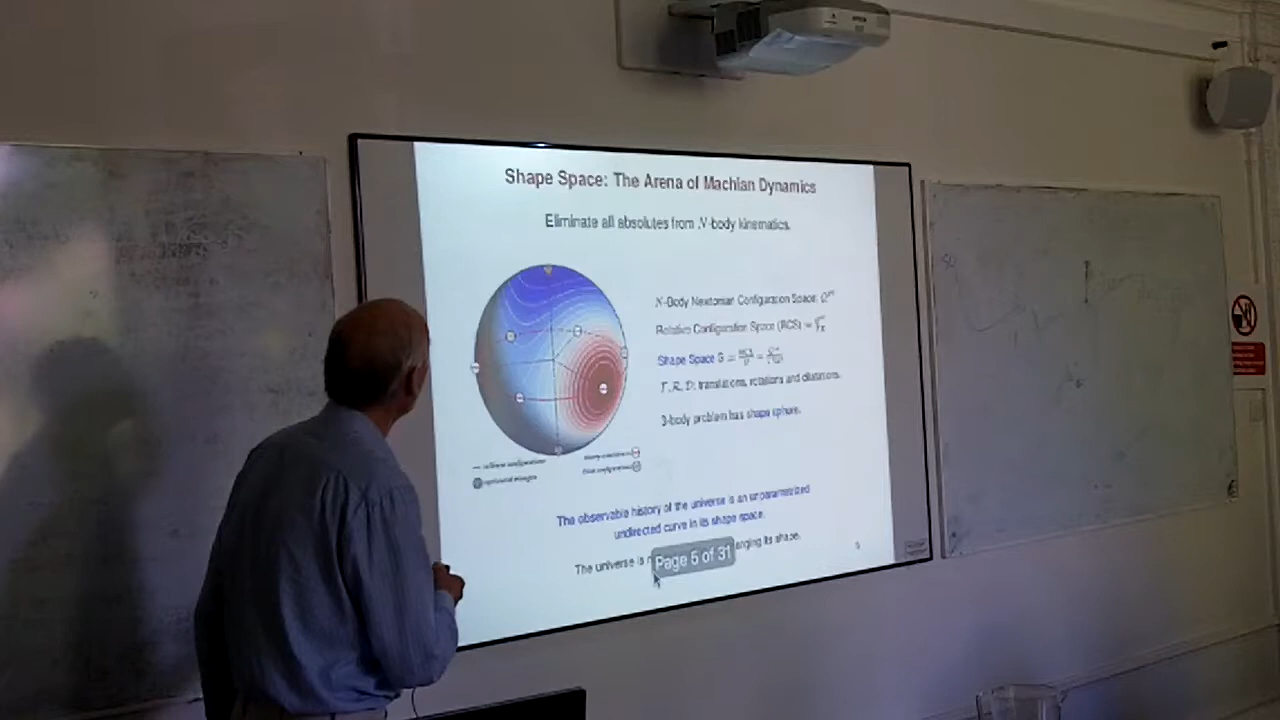 Shape Space: The Arena of Machian Dynamics
Eliminate all absolutes from N-body kinematics.
N-Body Newtonian Configuration Space:
Relative Configuration Space (RCS) =
Shape Space S =
T, R, D: translations, rotations and dilatations.
3-body problem has shape sphere.
The observable history of the universe is an unparametrized
undirected curve in its shape space.
The universe is anging its shape.
Page 5 of 31
5